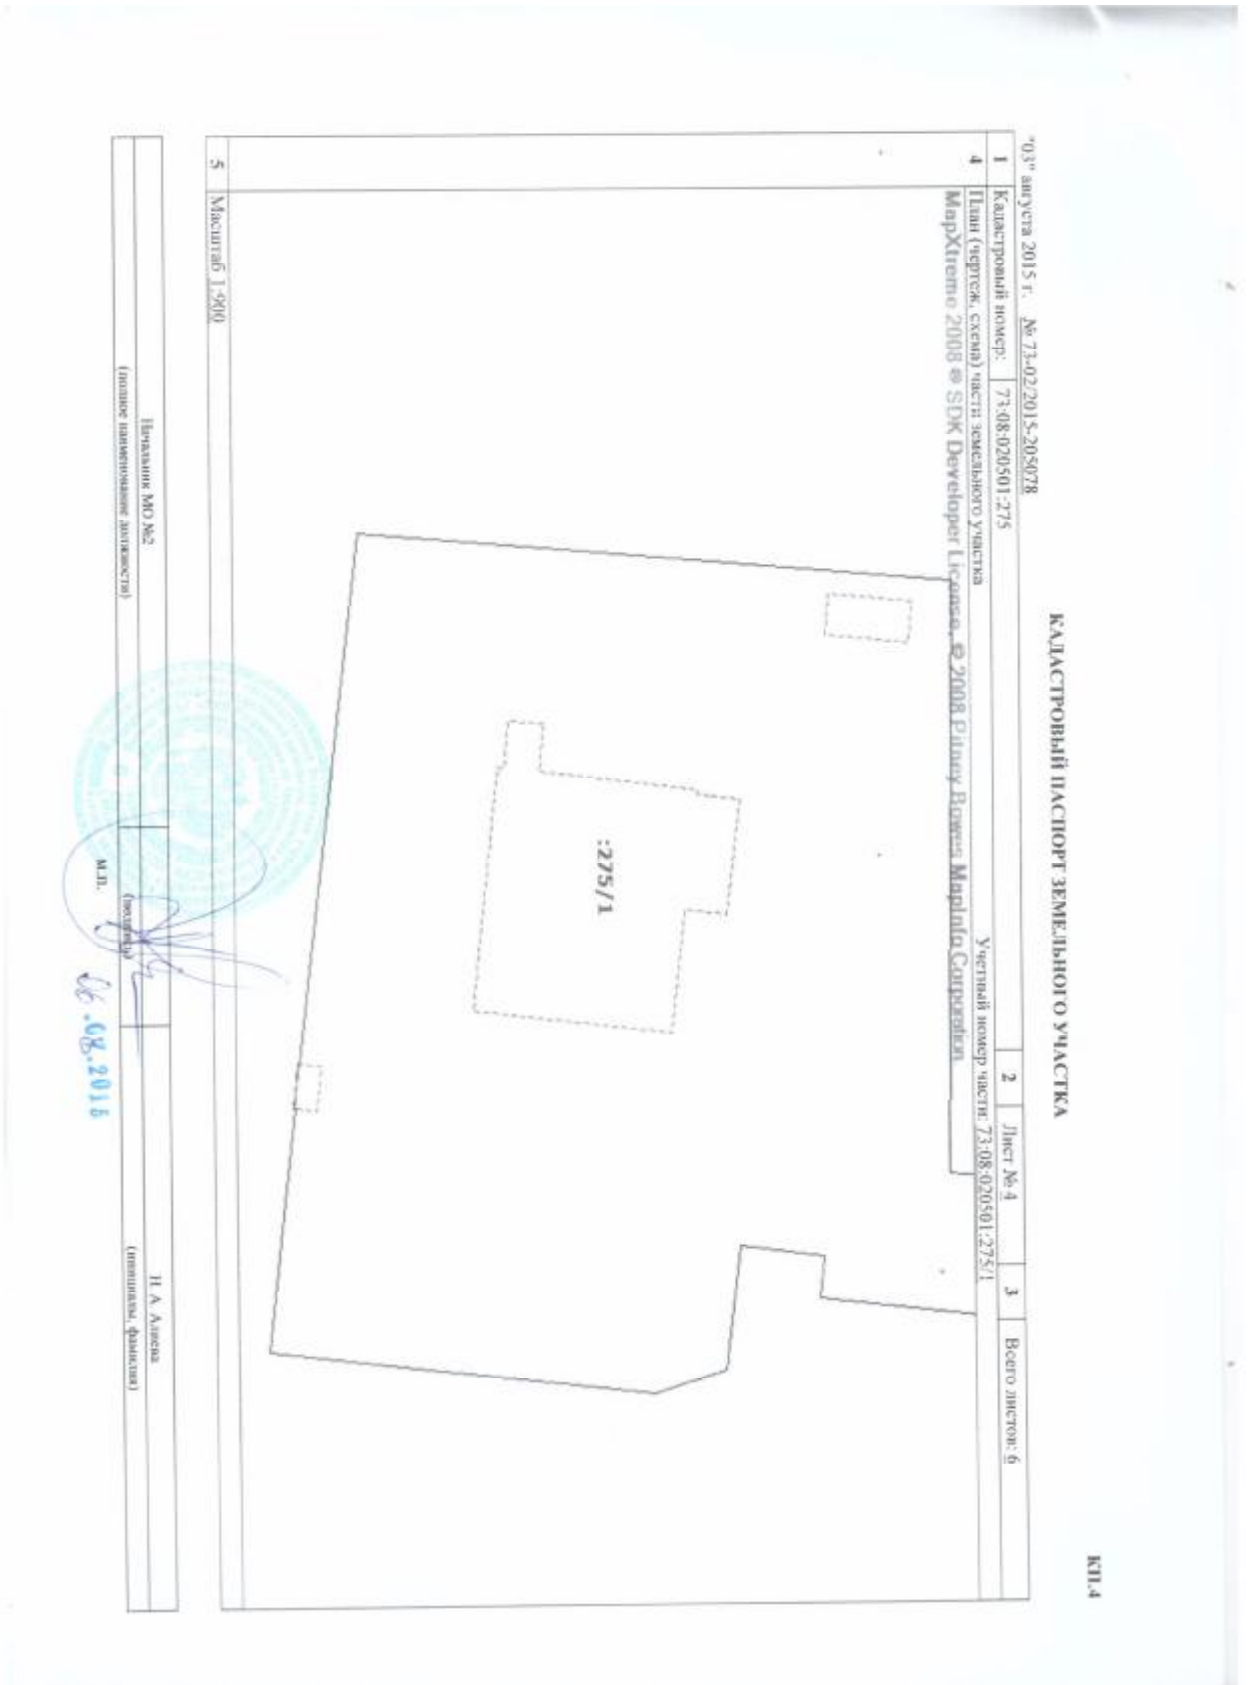 КП.4
КАДАСТРОВЫЙ ПАСПОРТ ЗЕМЕЛЬНОГО УЧАСТКА
"03" августа 2015 г. № 73-02/2015-205078
1 Кадастровый номер: 73:08:020501:275 2 Лист № 4 3 Всего листов: 6
4 План (чертеж, схема) части земельного участка Учетный номер части: 73:08:020501:275/1
MapXtreme 2008 ® SDK Developer License, © 2008 Pitney Bowes MapInfo Corporation
:275/1
5 Масштаб 1:900
Начальник МО №2 Н. А. Алиева
(полное наименование должности) (подпись) (инициалы, фамилия)
М.П.
06.08.2015